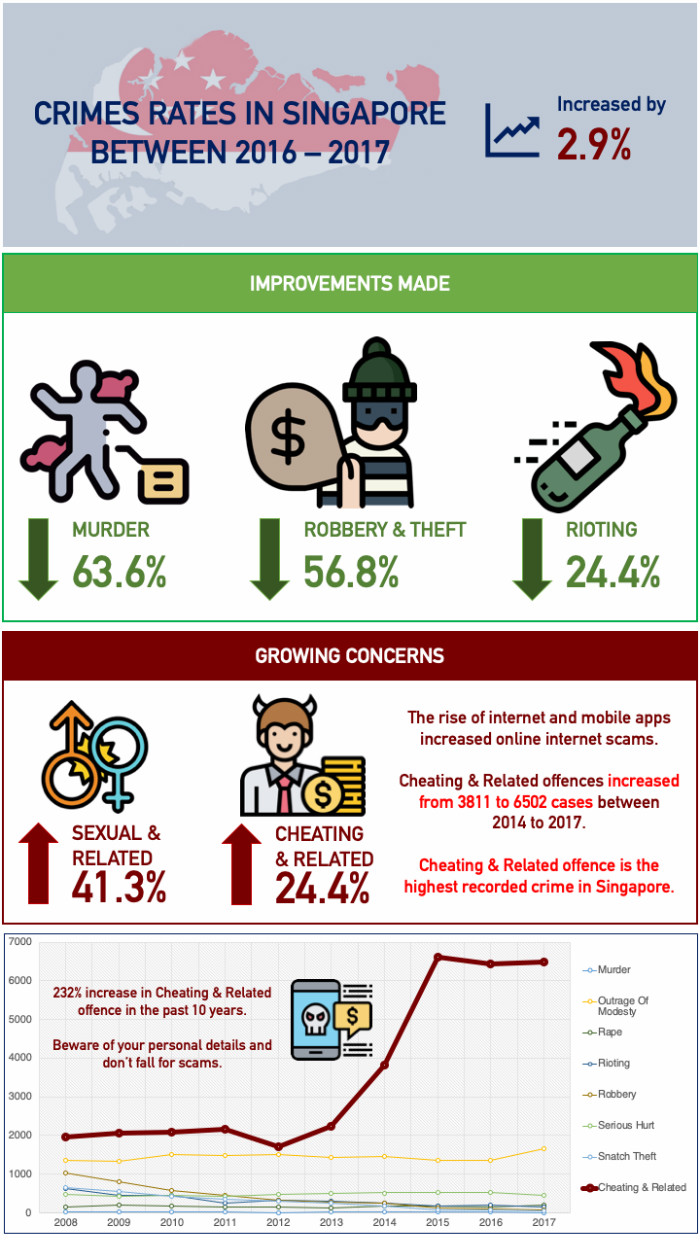 CRIMES RATES IN SINGAPORE
BETWEEN 2016 – 2017
Increased by
2.9%
IMPROVEMENTS MADE
$
MURDER
63.6%
ROBBERY & THEFT
56.8%
RIOTING
24.4%
GROWING CONCERNS
$
SEXUAL &
RELATED
41.3%
CHEATING
& RELATED
24.4%
The rise of internet and mobile apps
increased online internet scams.
Cheating & Related offences increased
from 3811 to 6502 cases between
2014 to 2017.
Cheating & Related offence is the
highest recorded crime in Singapore.
7000
6000
5000
4000
3000
2000
1000
0
232% increase in Cheating & Related
offence in the past 10 years.
Beware of your personal details and
don't fall for scams.
$
2008 2009 2010 2011 2012 2013 2014 2015 2016 2017
Murder
Outrage Of
Modesty
Rape
Rioting
Robbery
Serious Hurt
Snatch Theft
Cheating & Related